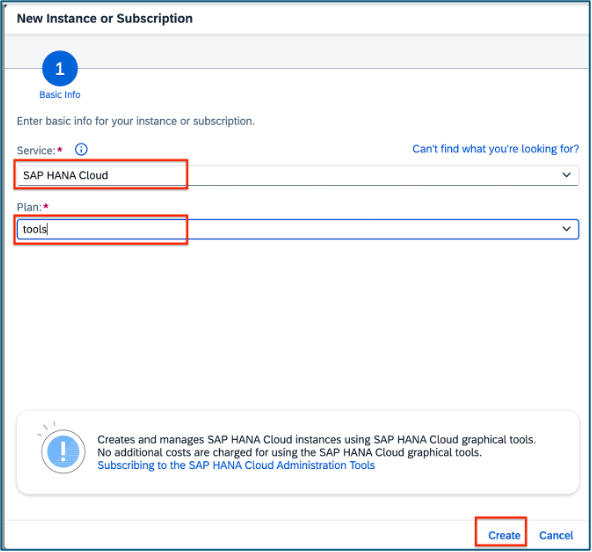 New Instance or Subscription
1
Basic Info
Enter basic info for your instance or subscription.
Service:*
Can't find what you're looking for?
SAP HANA Cloud
Plan:*
tools
Creates and manages SAP HANA Cloud instances using SAP HANA Cloud graphical tools.
No additional costs are charged for using the SAP HANA Cloud graphical tools.
Subscribing to the SAP HANA Cloud Administration Tools
Create Cancel